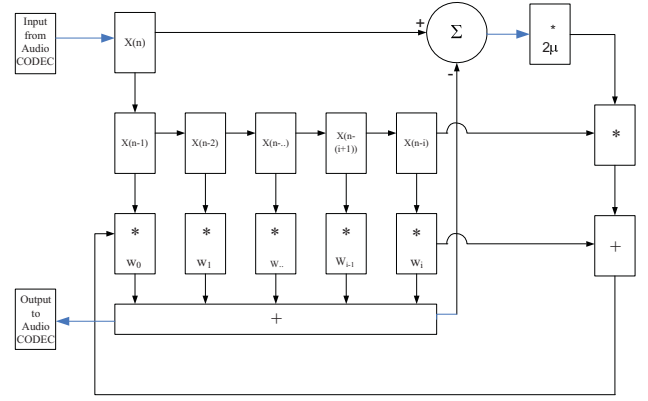 Input
from
Audio
CODEC
X(n)
+
Σ
-
*
2μ
X(n-1)
X(n-2)
X(n-..)
X(n-
(i+1))
X(n-i)
*
*
w₀
*
w₁
*
w..
*
Wᵢ₋₁
*
wᵢ
+
Output
to
Audio
CODEC
+